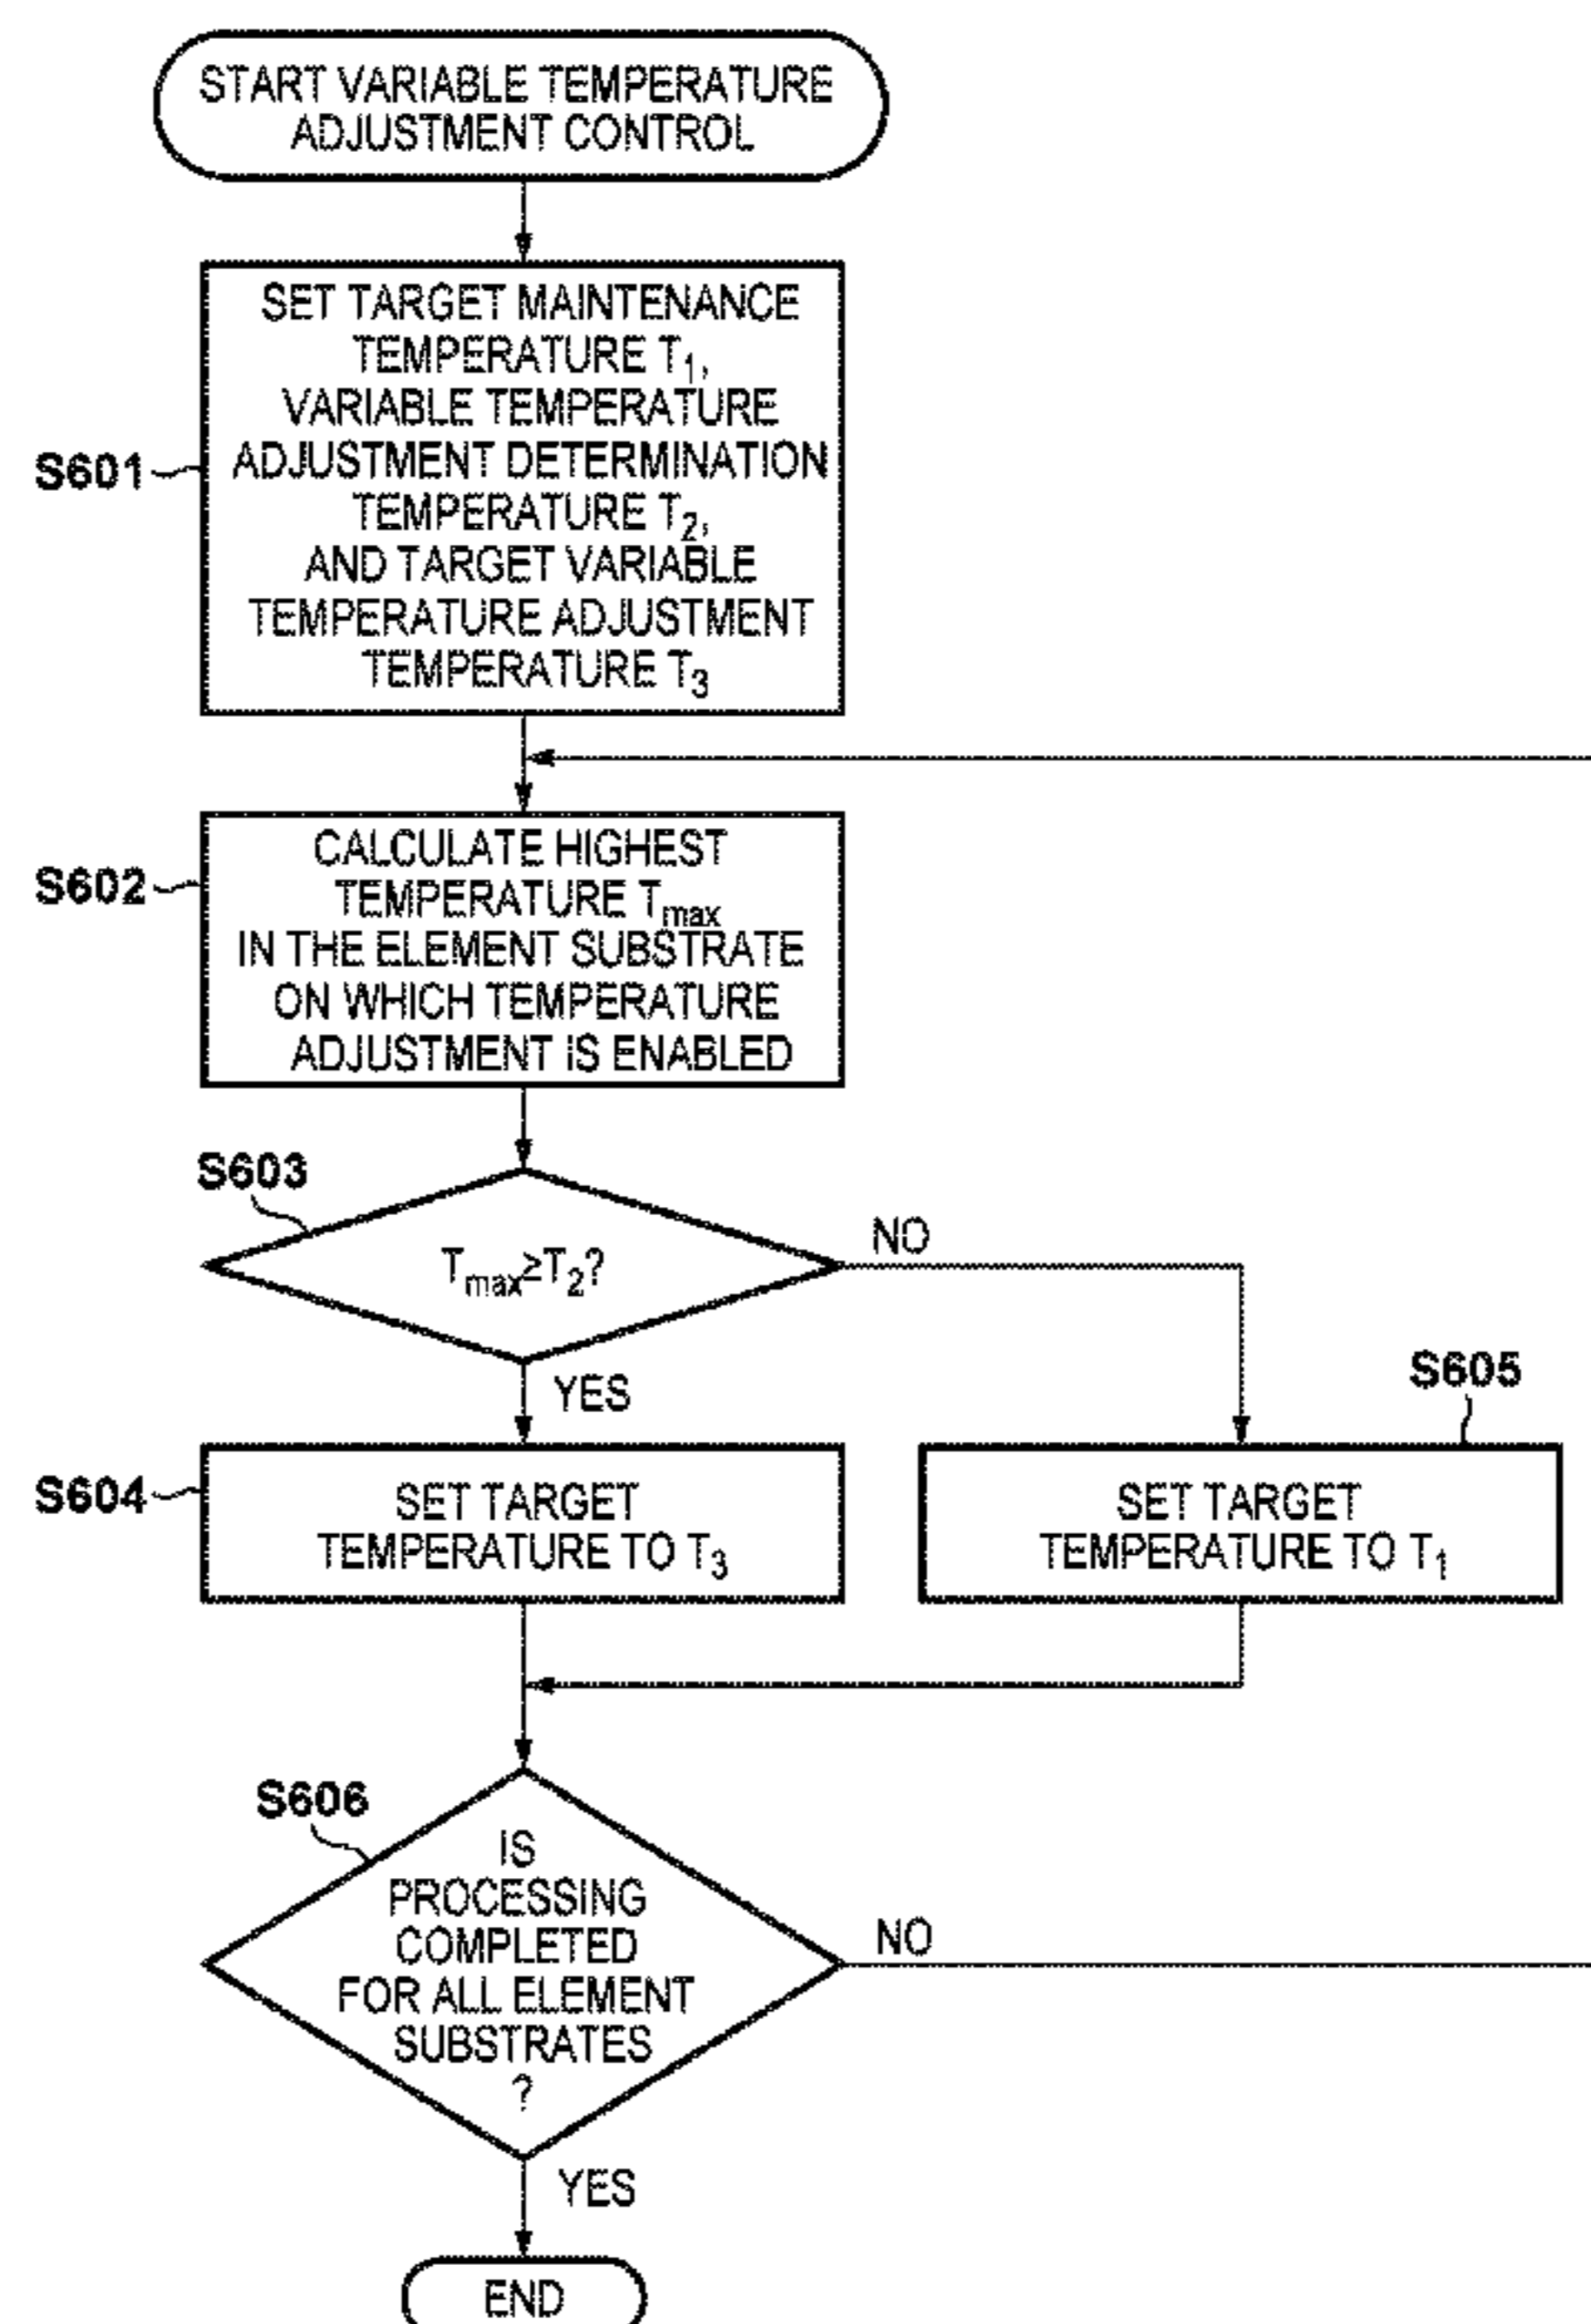 START VARIABLE TEMPERATURE
ADJUSTMENT CONTROL
SET TARGET MAINTENANCE
TEMPERATURE T1,
VARIABLE TEMPERATURE
ADJUSTMENT DETERMINATION
TEMPERATURE T2,
AND TARGET VARIABLE
TEMPERATURE ADJUSTMENT
TEMPERATURE T3
S601
CALCULATE HIGHEST
TEMPERATURE Tmax
IN THE ELEMENT SUBSTRATE
ON WHICH TEMPERATURE
ADJUSTMENT IS ENABLED
S602
S603
Tmax≥T2?
NO
YES
S604
SET TARGET
TEMPERATURE TO T3
S605
SET TARGET
TEMPERATURE TO T1
S606
IS
PROCESSING
COMPLETED
FOR ALL ELEMENT
SUBSTRATES
?
NO
YES
END